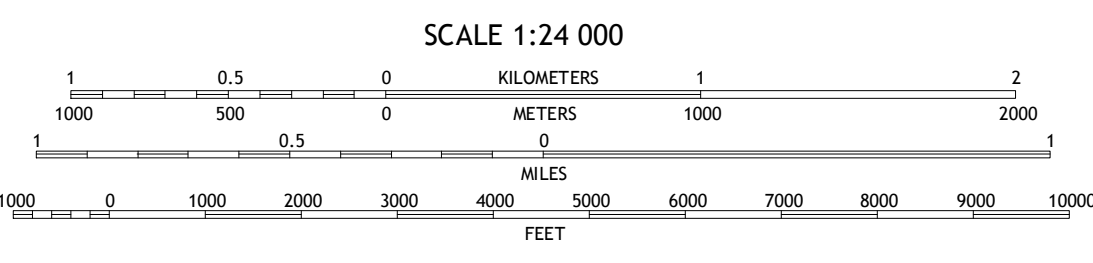 SCALE 1:24 000
1 0.5 0 KILOMETERS 1 2
1000 500 0 METERS 1000 2000
1 0.5 0 1
MILES
1000 0 1000 2000 3000 4000 5000 6000 7000 8000 9000 10000
FEET